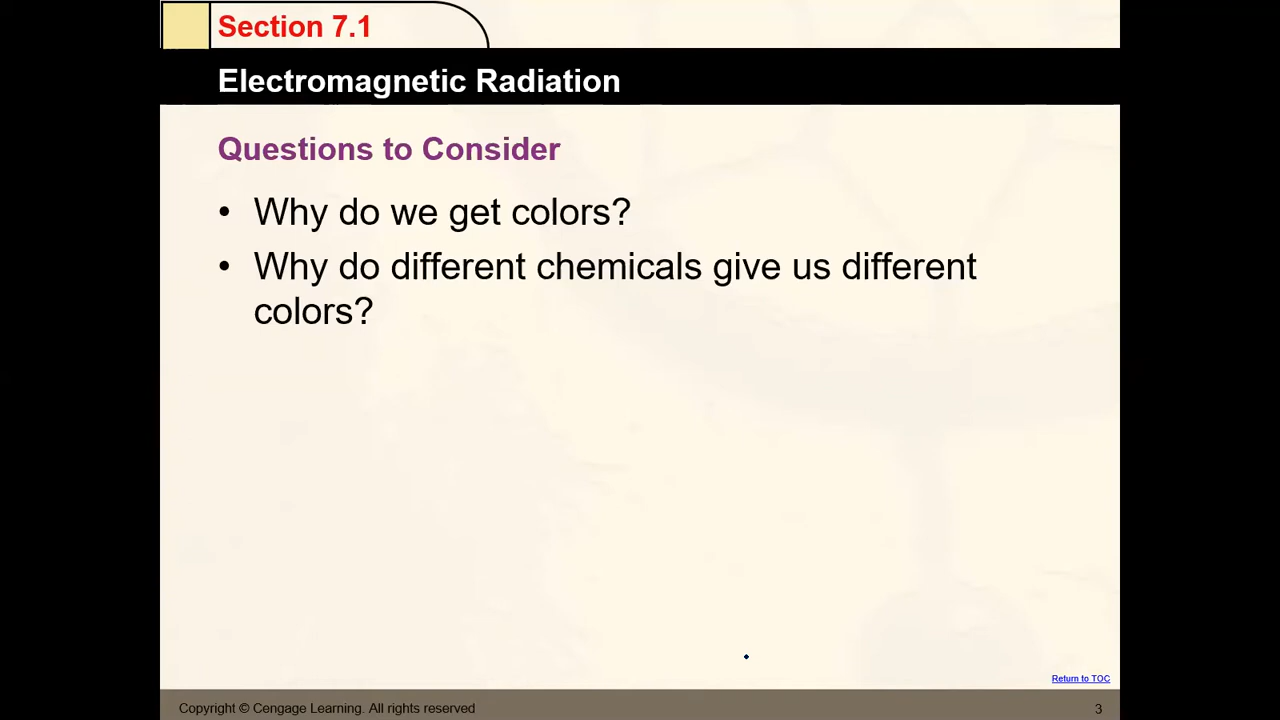 Section 7.1
Electromagnetic Radiation
Questions to Consider
• Why do we get colors?
• Why do different chemicals give us different
colors?
Return to TOC
Copyright © Cengage Learning. All rights reserved
3